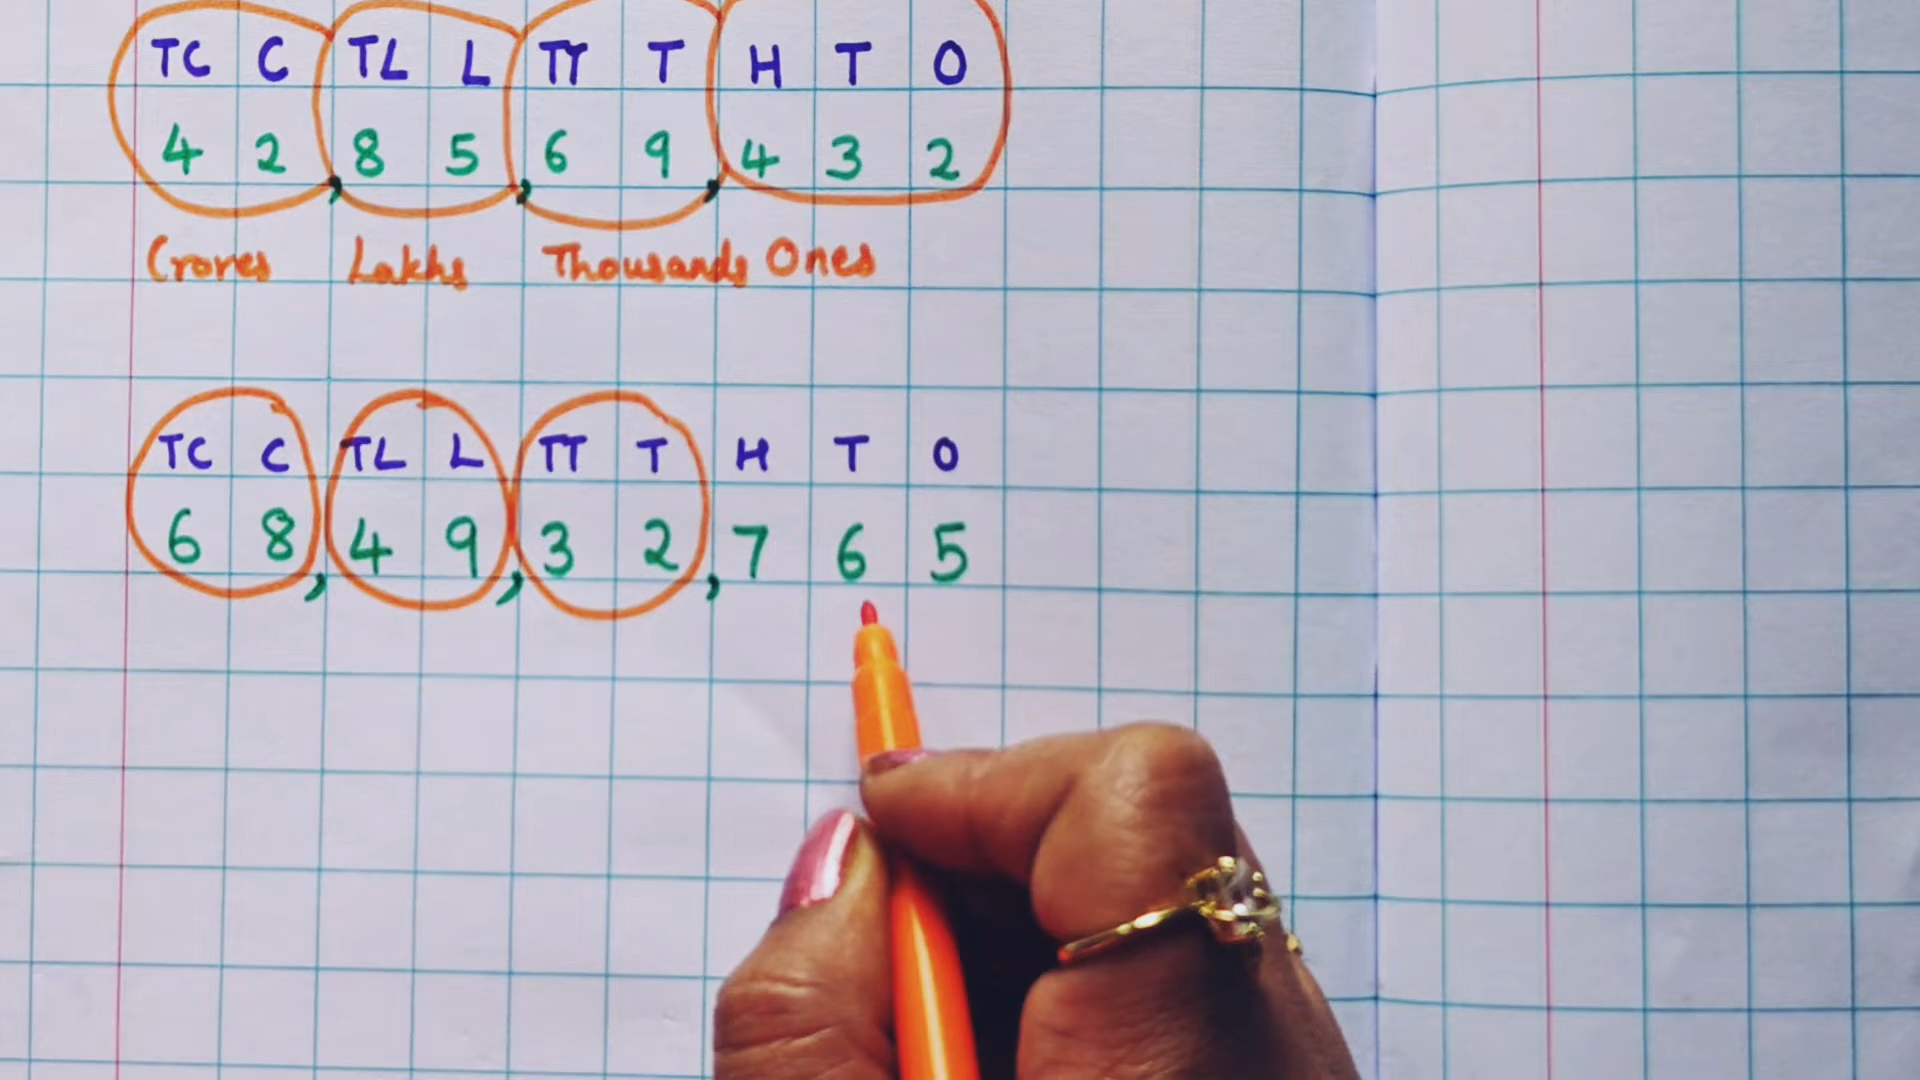 TC C TL L TT T H T O
4 2, 8 5, 6 9, 4 3 2
Crores Lakhs Thousands Ones
TC C TL L TT T H T O
6 8, 4 9, 3 2, 7 6 5